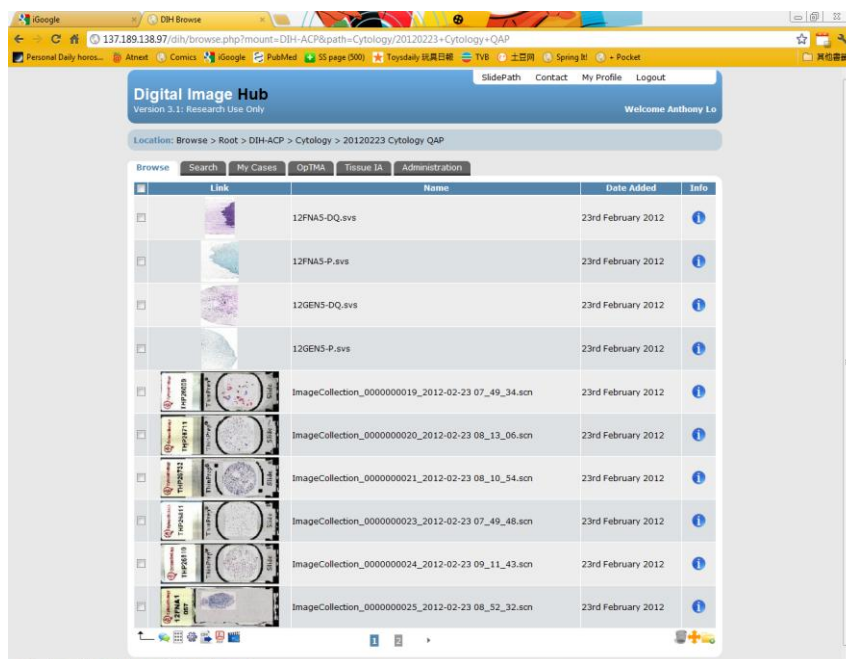 iGoogle
DIH Browse
137.189.138.97/dih/browse.php?mount=DIH-ACP&path=Cytology/20120223+Cytology+QAP
Personal Daily horos... Atnext Comics iGoogle PubMed SS page (500) Toysdaily 玩具日報 TVB 土豆网 Spring It! + Pocket 其他書
SlidePath Contact My Profile Logout
Digital Image Hub
Version 3.1: Research Use Only
Welcome Anthony Lo
Location: Browse > Root > DIH-ACP > Cytology > 20120223 Cytology QAP
Browse Search My Cases OpTMA Tissue IA Administration
Link Name Date Added Info
12FNA5-DQ.svs 23rd February 2012
12FNA5-P.svs 23rd February 2012
12GEN5-DQ.svs 23rd February 2012
12GEN5-P.svs 23rd February 2012
ImageCollection_0000000019_2012-02-23 07_49_34.scn 23rd February 2012
ImageCollection_0000000020_2012-02-23 08_13_06.scn 23rd February 2012
ImageCollection_0000000021_2012-02-23 08_10_54.scn 23rd February 2012
ImageCollection_0000000023_2012-02-23 07_49_48.scn 23rd February 2012
ImageCollection_0000000024_2012-02-23 09_11_43.scn 23rd February 2012
ImageCollection_0000000025_2012-02-23 08_52_32.scn 23rd February 2012
1 2